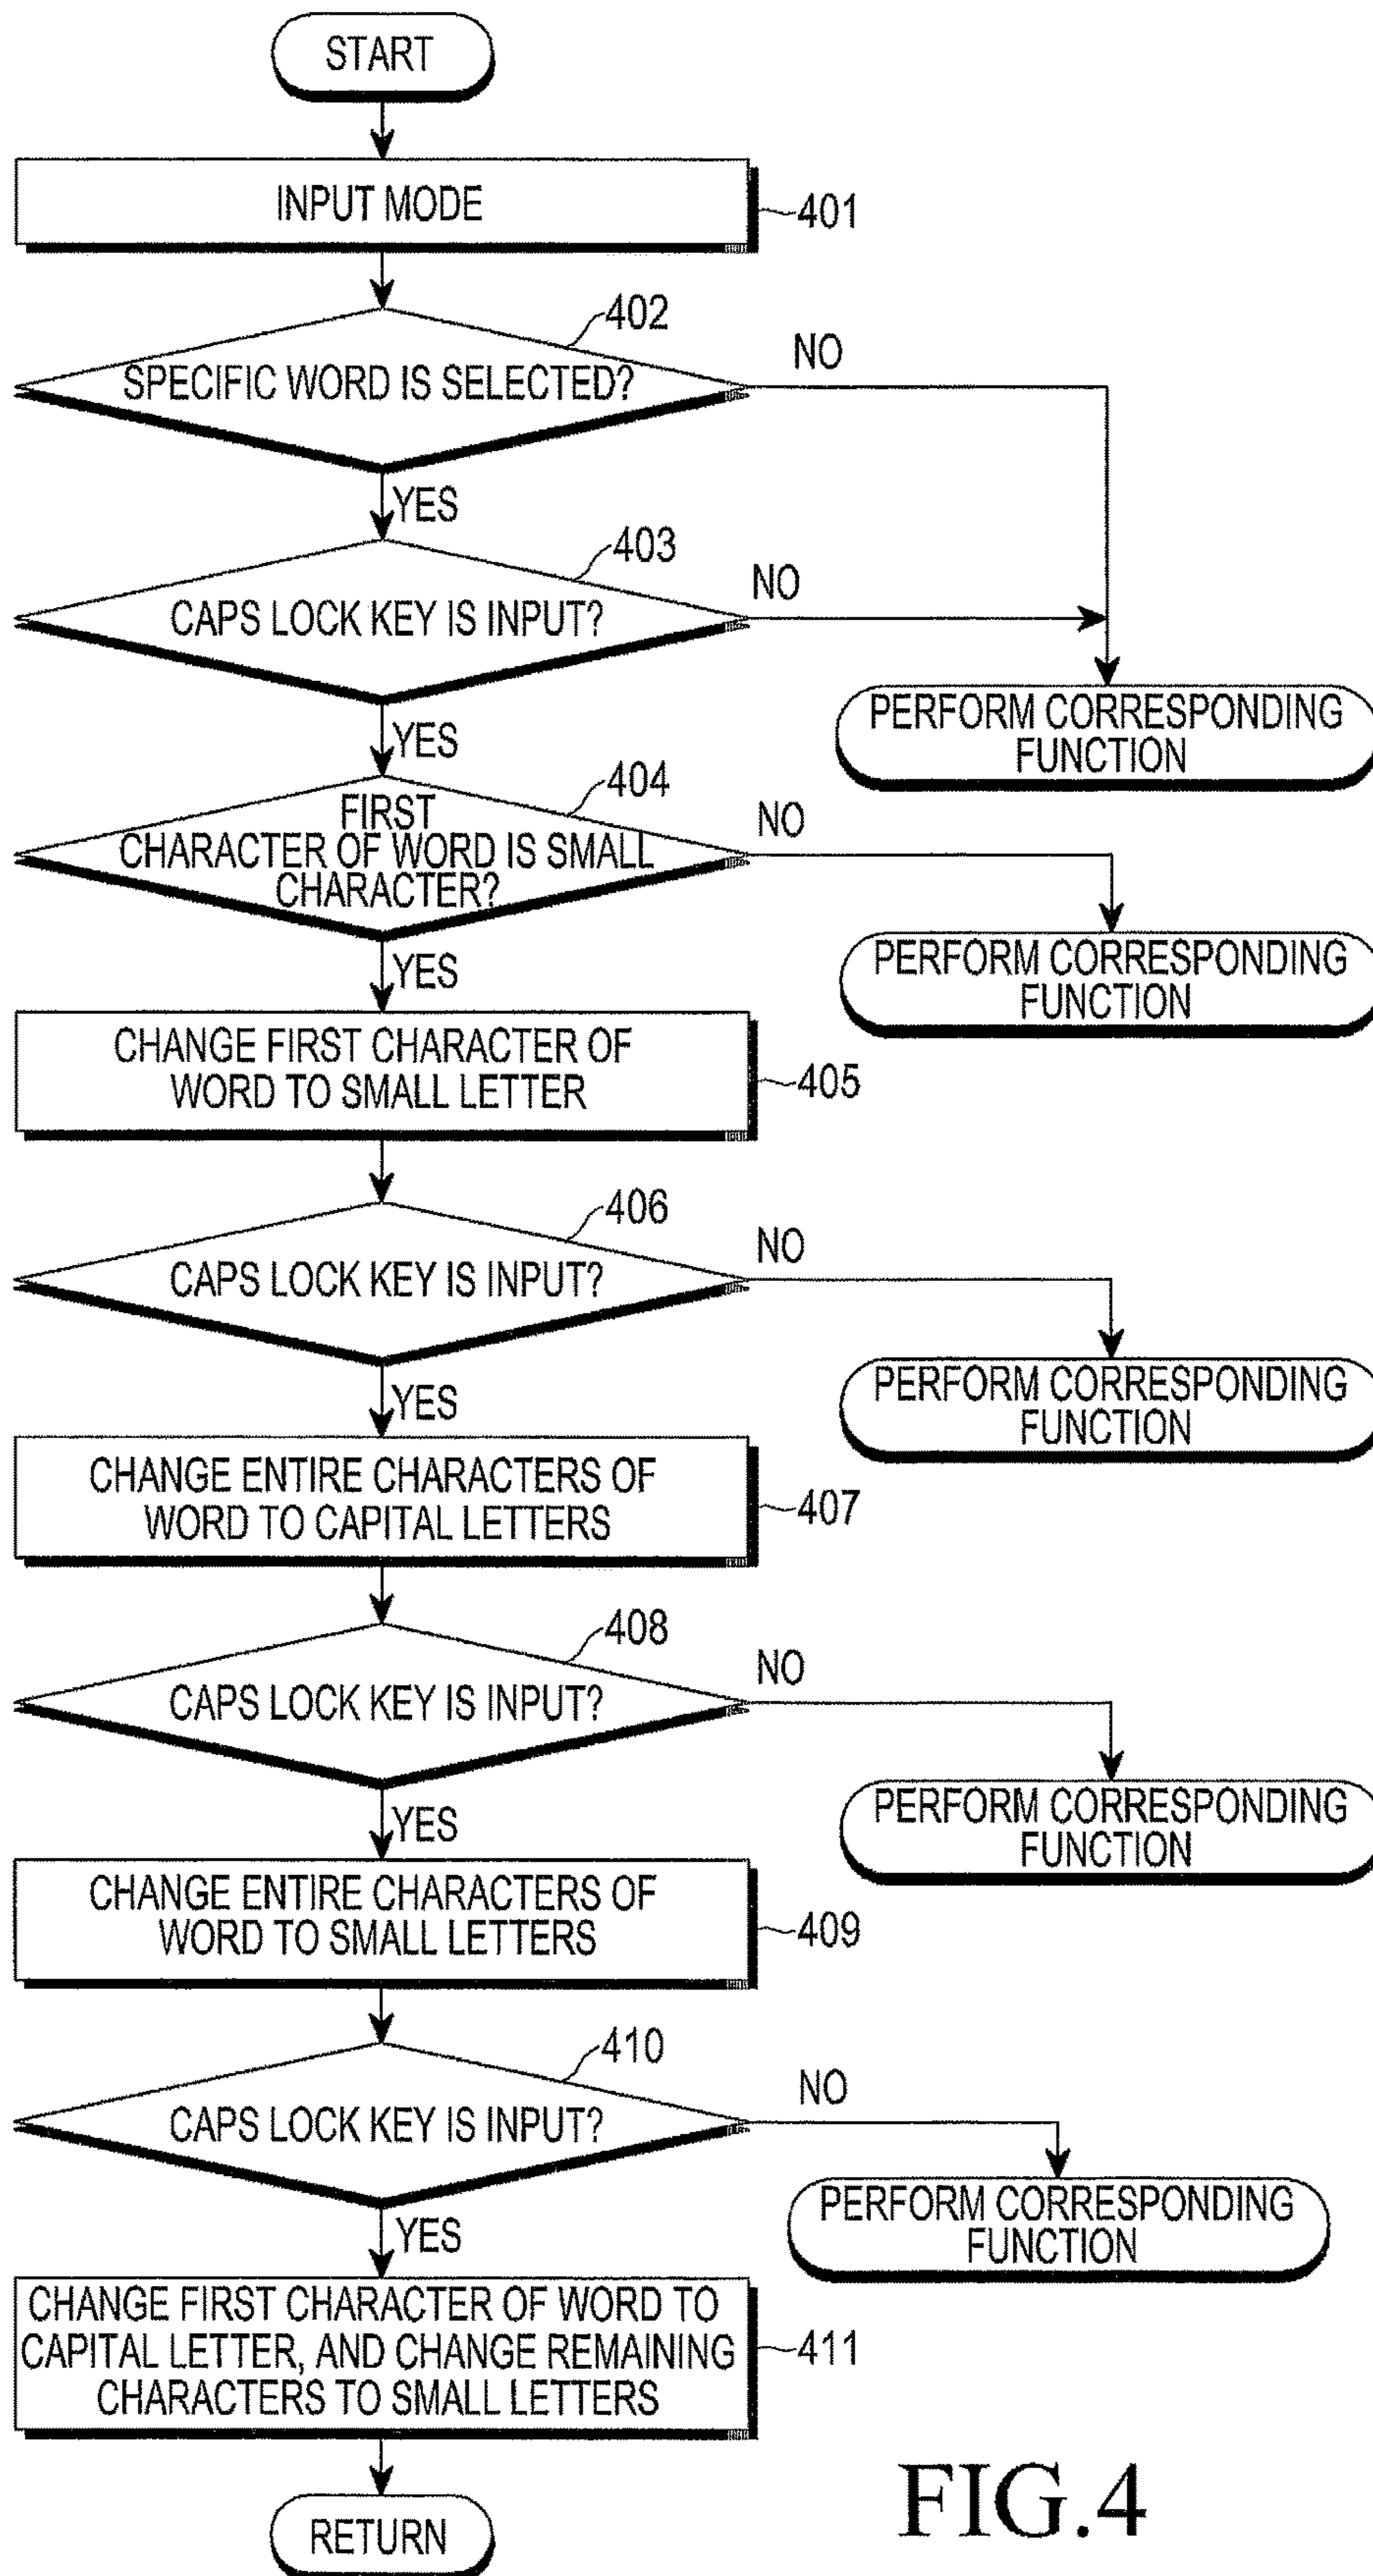 START
INPUT MODE
401
402
SPECIFIC WORD IS SELECTED?
NO
YES
403
CAPS LOCK KEY IS INPUT?
NO
PERFORM CORRESPONDING
FUNCTION
YES
404
FIRST
CHARACTER OF WORD IS SMALL
CHARACTER?
NO
PERFORM CORRESPONDING
FUNCTION
YES
CHANGE FIRST CHARACTER OF
WORD TO SMALL LETTER
405
406
CAPS LOCK KEY IS INPUT?
NO
PERFORM CORRESPONDING
FUNCTION
YES
CHANGE ENTIRE CHARACTERS OF
WORD TO CAPITAL LETTERS
407
408
CAPS LOCK KEY IS INPUT?
NO
PERFORM CORRESPONDING
FUNCTION
YES
CHANGE ENTIRE CHARACTERS OF
WORD TO SMALL LETTERS
409
410
CAPS LOCK KEY IS INPUT?
NO
PERFORM CORRESPONDING
FUNCTION
YES
CHANGE FIRST CHARACTER OF WORD TO
CAPITAL LETTER, AND CHANGE REMAINING
CHARACTERS TO SMALL LETTERS
411
RETURN
FIG.4